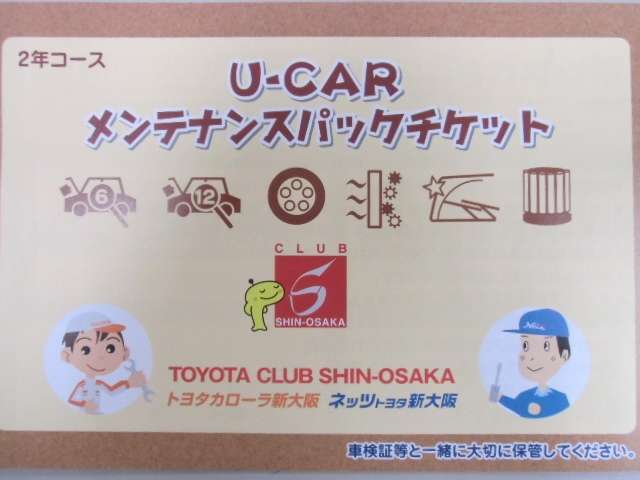 2年コース
U-CAR
メンテナンスパックチケット
6
12
CLUB
S
SHIN-OSAKA
TOYOTA CLUB SHIN-OSAKA
トヨタカローラ新大阪 ネッツトヨタ新大阪
車検証等と一緒に大切に保管してください。